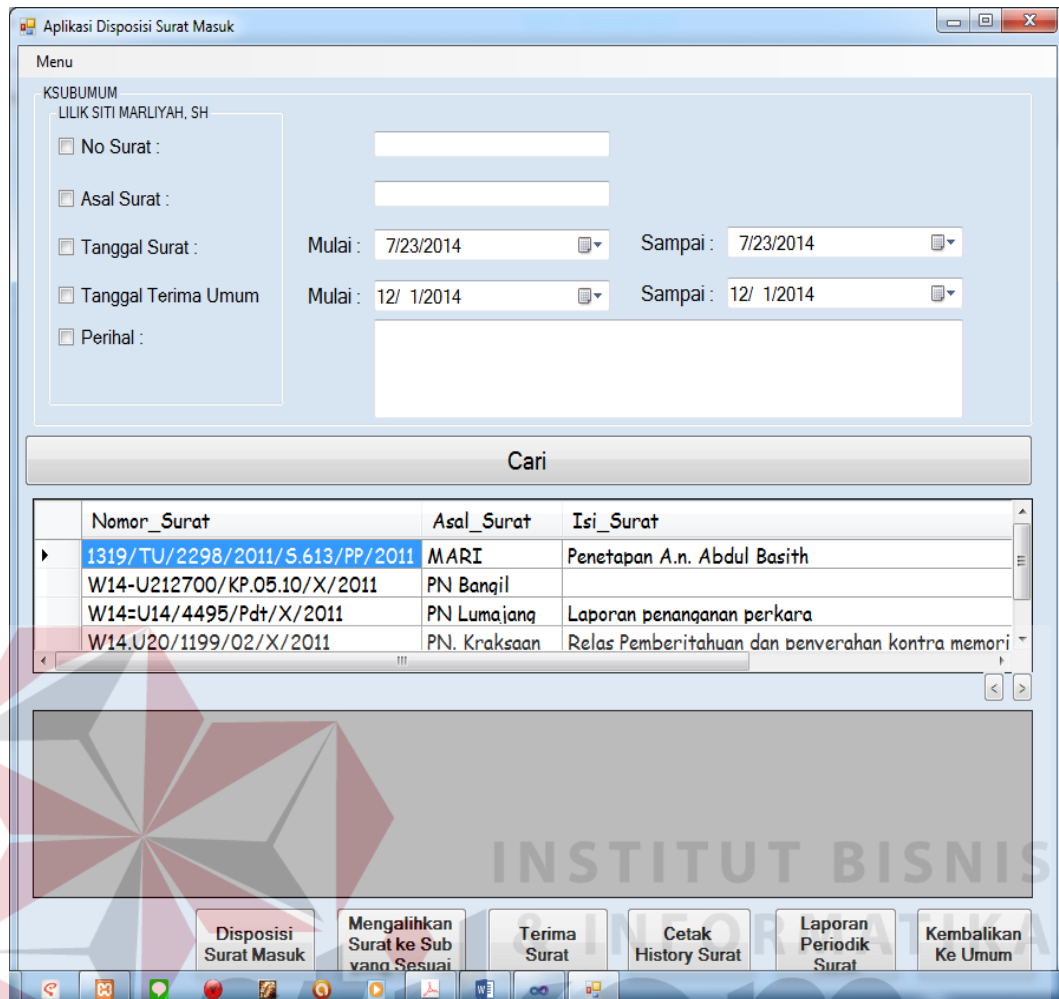 Aplikasi Disposisi Surat Masuk
Menu
KSUBUMUM
LILIK SITI MARLIYAH, SH
No Surat :
Asal Surat :
Tanggal Surat : Mulai : 7/23/2014 Sampai : 7/23/2014
Tanggal Terima Umum Mulai : 12/ 1/2014 Sampai : 12/ 1/2014
Perihal :
Cari
Nomor_Surat Asal_Surat Isi_Surat
1319/TU/2298/2011/S.613/PP/2011 MARI Penetapan A.n. Abdul Basith
W14-U212700/KP.05.10/X/2011 PN Bangil
W14=U14/4495/Pdt/X/2011 PN Lumajang Laporan penanganan perkara
W14.U20/1199/02/X/2011 PN. Kraksaan Relas Pemberitahuan dan penyerahan kontra memori
< >
INSTITUT BISNIS
& INFORMATIKA
Disposisi
Surat Masuk
Mengalihkan
Surat ke Sub
yang Sesuai
Terima
Surat
Cetak
History Surat
Laporan
Periodik
Surat
Kembalikan
Ke Umum